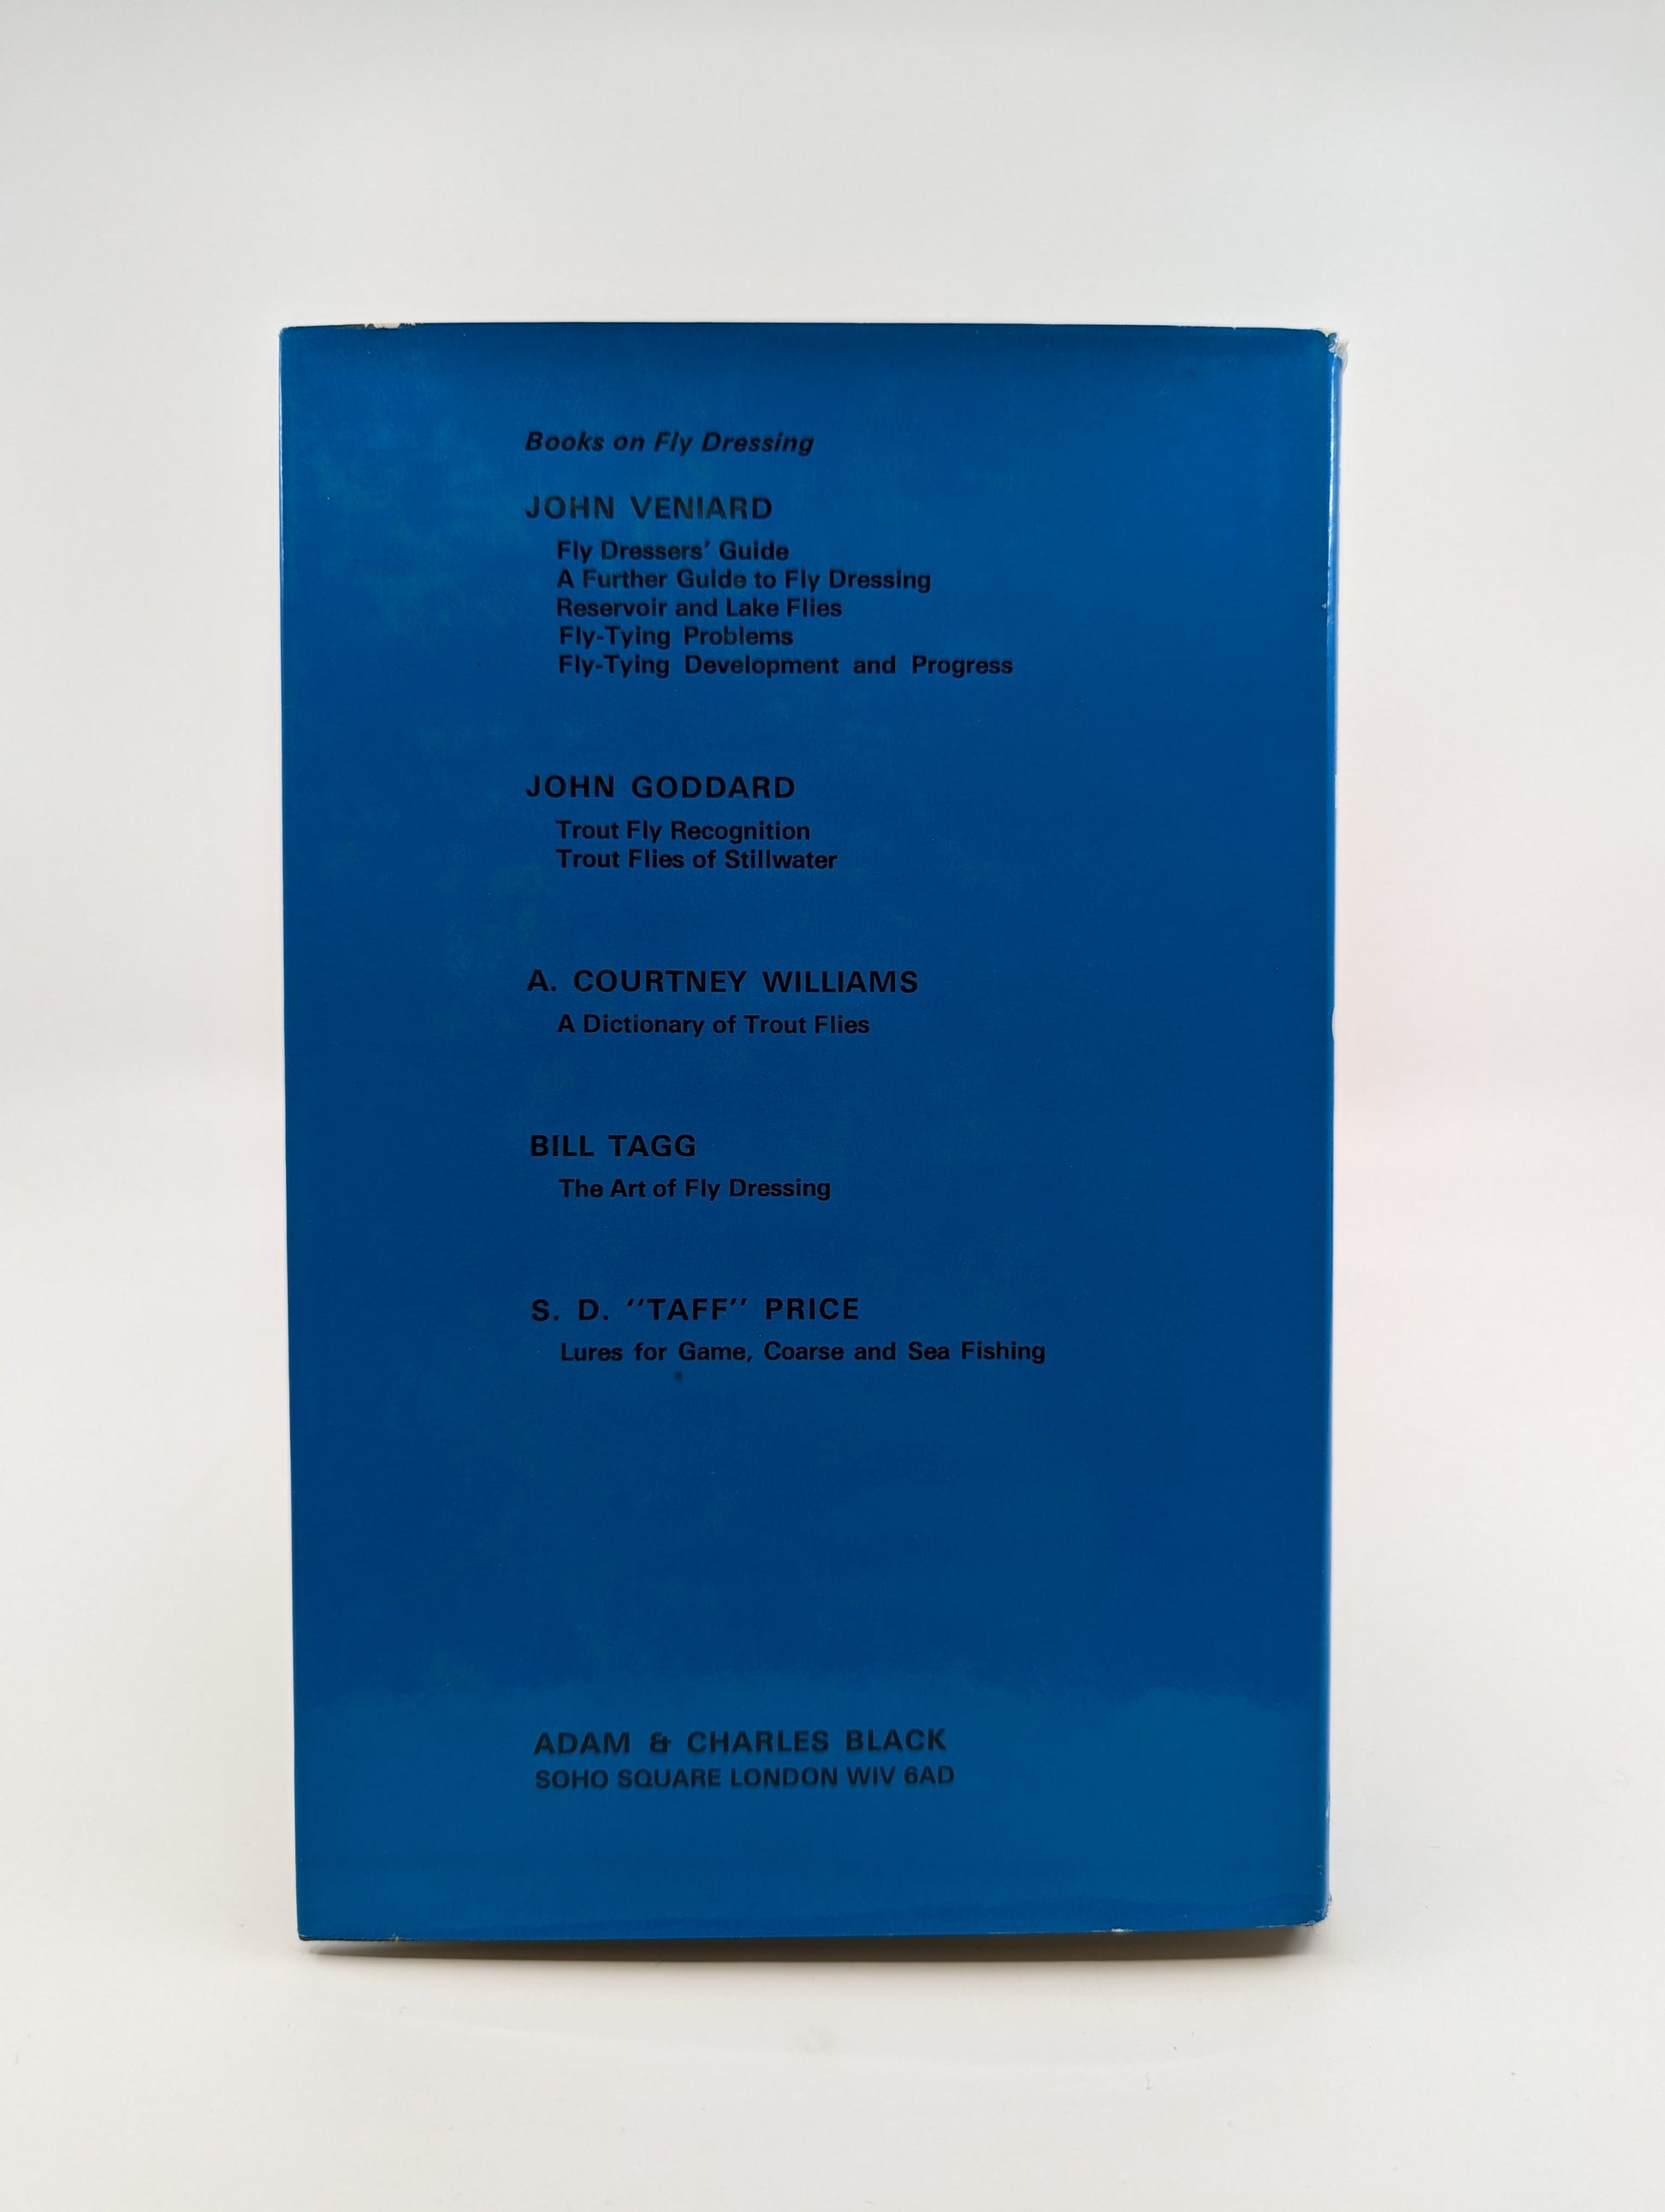 Books on Fly Dressing
JOHN VENIARD
Fly Dressers' Guide
A Further Guide to Fly Dressing
Reservoir and Lake Flies
Fly-Tying Problems
Fly-Tying Development and Progress
JOHN GODDARD
Trout Fly Recognition
Trout Flies of Stillwater
A. COURTNEY WILLIAMS
A Dictionary of Trout Flies
BILL TAGG
The Art of Fly Dressing
S. D. "TAFF" PRICE
Lures for Game, Coarse and Sea Fishing
ADAM & CHARLES BLACK
SOHO SQUARE LONDON WIV 6AD